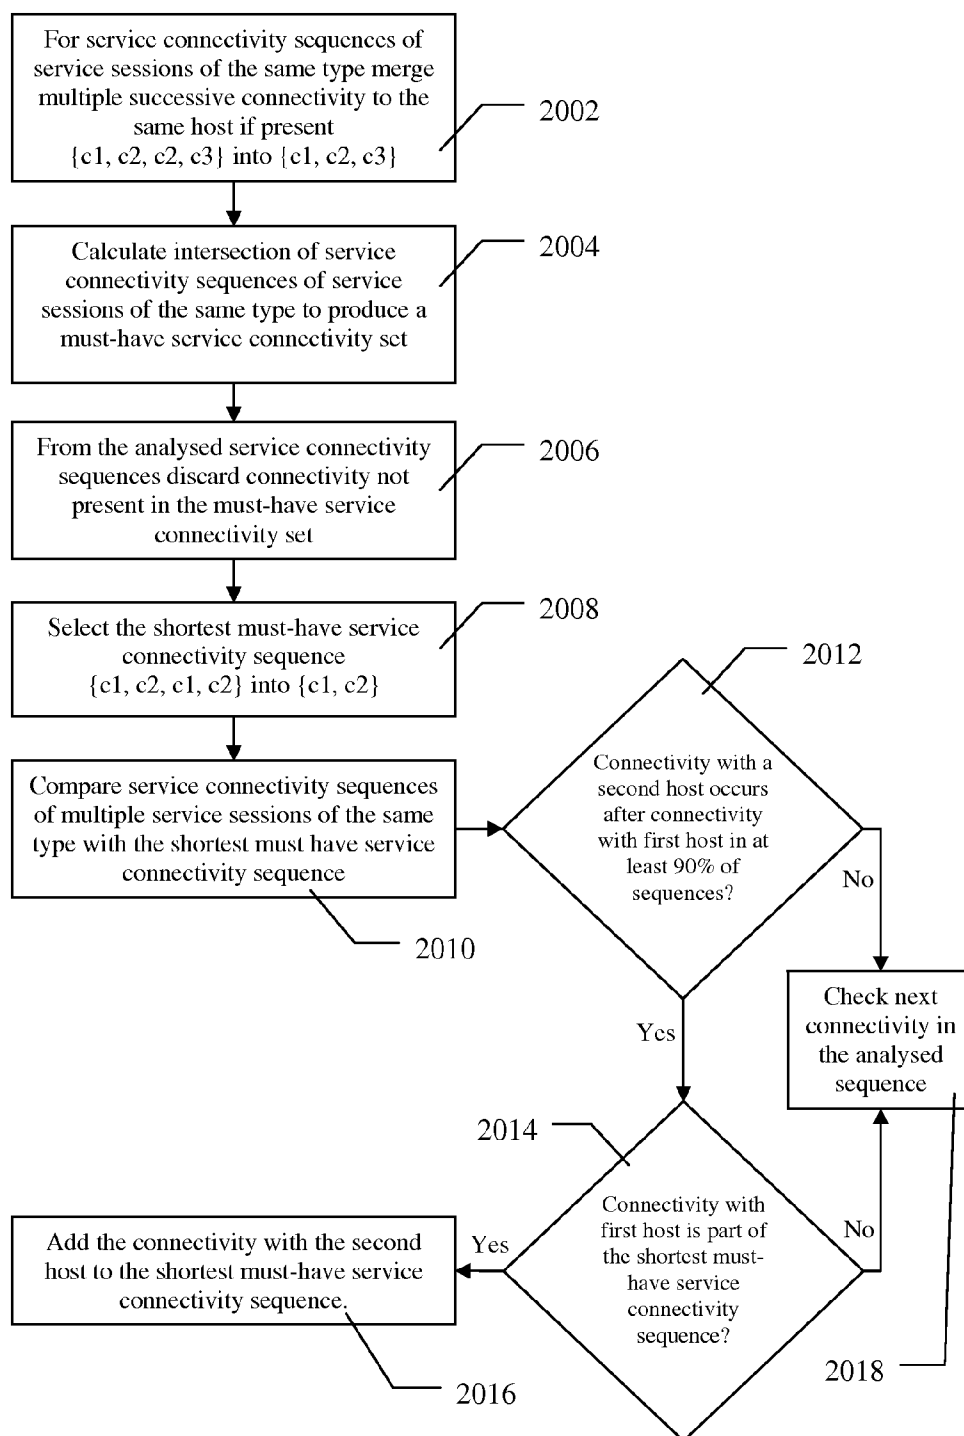 For service connectivity sequences of
service sessions of the same type merge
multiple successive connectivity to the
same host if present
{c1, c2, c2, c3} into {c1, c2, c3}
2002
Calculate intersection of service
connectivity sequences of service
sessions of the same type to produce a
must-have service connectivity set
2004
From the analysed service connectivity
sequences discard connectivity not
present in the must-have service
connectivity set
2006
Select the shortest must-have service
connectivity sequence
{c1, c2, c1, c2} into {c1, c2}
2008
Compare service connectivity sequences
of multiple service sessions of the same
type with the shortest must have service
connectivity sequence
2010
2012
Connectivity with a
second host occurs
after connectivity
with first host in at
least 90% of
sequences?
No
Yes
Check next
connectivity in
the analysed
sequence
2014
Connectivity with
first host is part of
the shortest must-
have service
connectivity
sequence?
No
Yes
2018
Add the connectivity with the second
host to the shortest must-have service
connectivity sequence.
2016